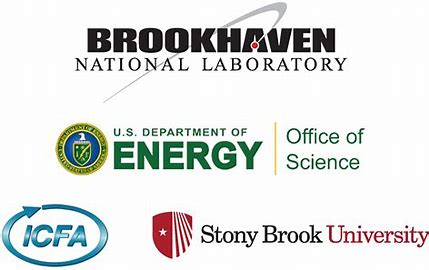 BROOKHAVEN
NATIONAL LABORATORY
U.S. DEPARTMENT OF
ENERGY
Office of
Science
ICFA
Stony Brook University